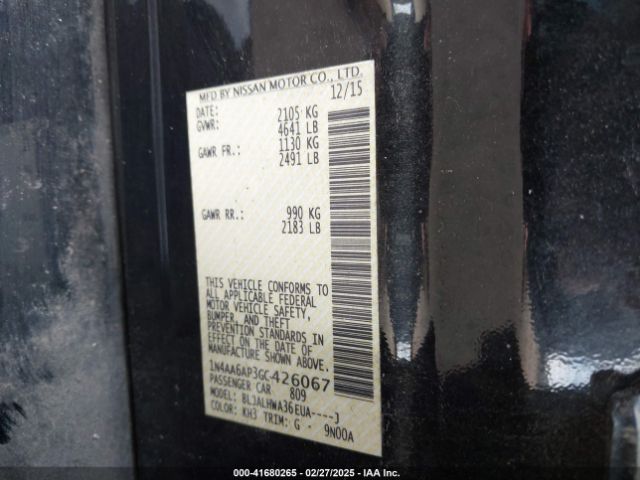 MFD BY NISSAN MOTOR CO., LTD.
DATE: 12/15
GVWR: 2105 KG
4641 LB
GAWR FR.: 1130 KG
2491 LB
GAWR RR.: 990 KG
2183 LB
THIS VEHICLE CONFORMS TO
ALL APPLICABLE FEDERAL
MOTOR VEHICLE SAFETY,
BUMPER, AND THEFT
PREVENTION STANDARDS IN
EFFECT ON THE DATE OF
MANUFACTURE SHOWN ABOVE.
1N4AA6AP3GC426067
PASSENGER CAR 809
MODEL: BLJALHWA36EUA----J
COLOR: KH3 TRIM: G - 9N00A
000-41680265 - 02/27/2025 - IAA Inc.